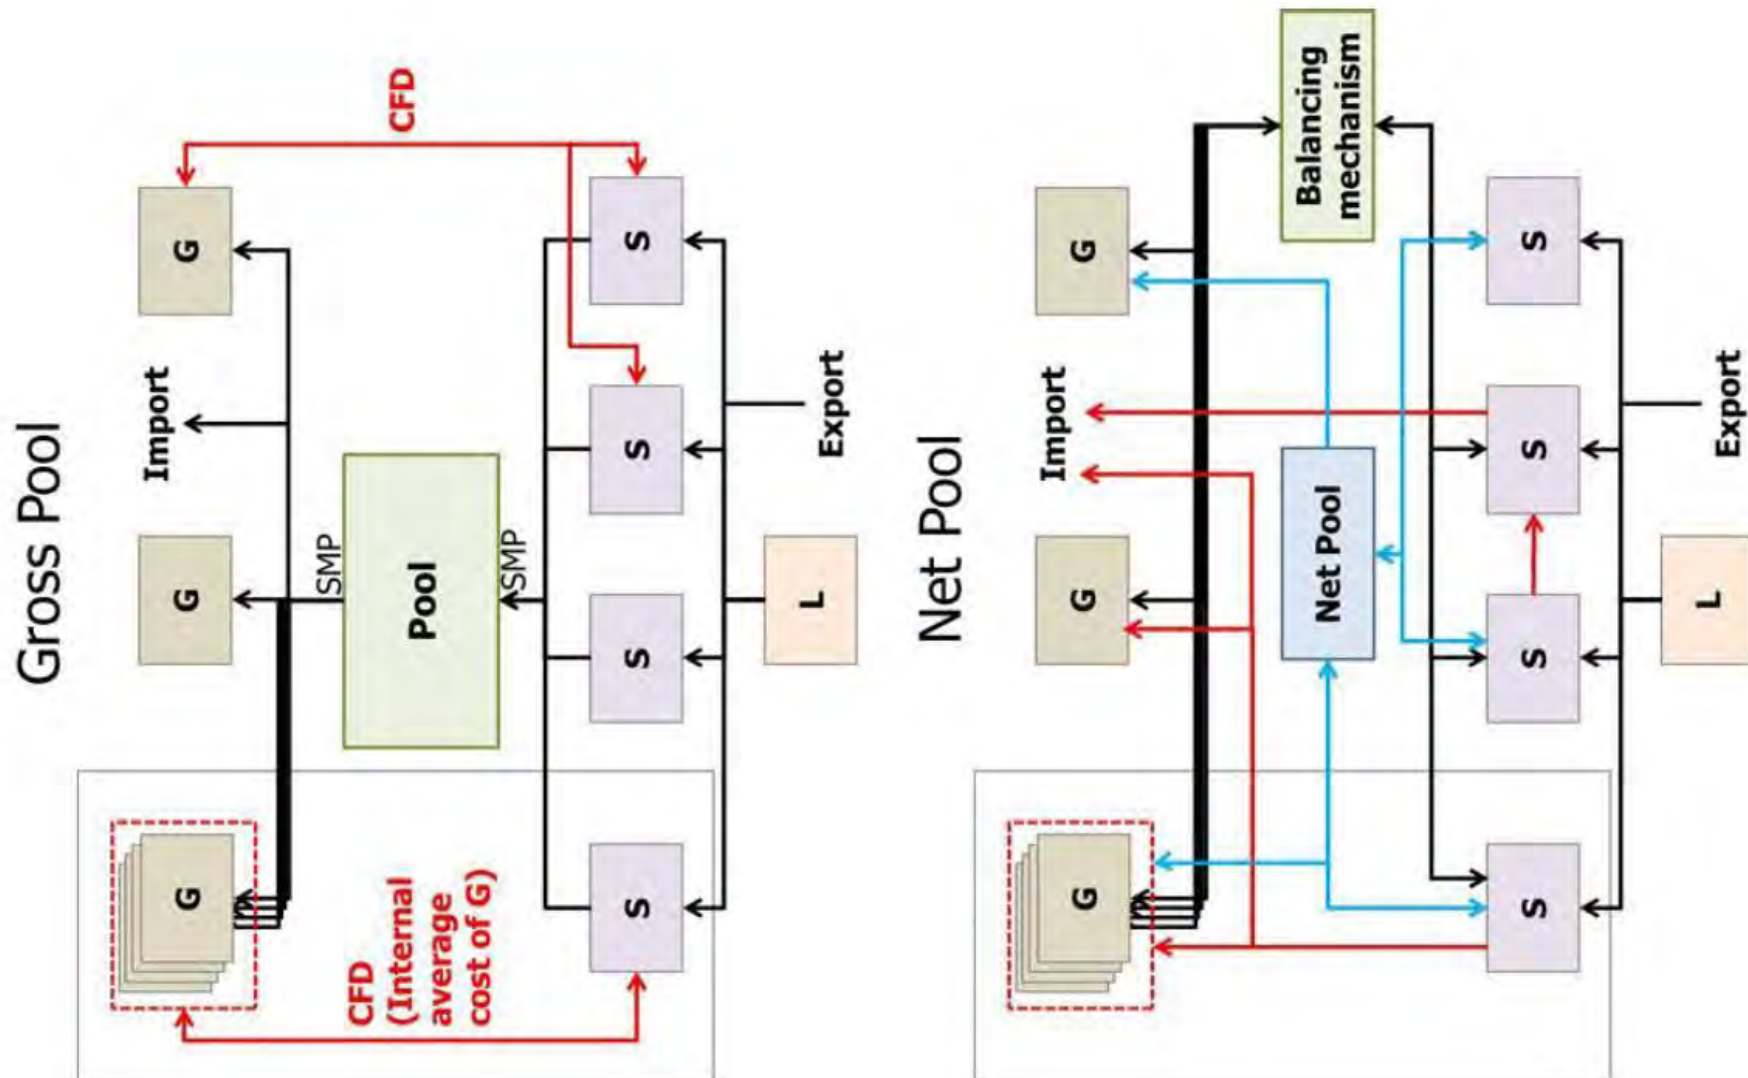 Gross Pool
G
G
Import
G
SMP
CFD
(Internal
average
cost of G)
Pool
CFD
SMP
S
S
S
S
L
Export
Net Pool
G
G
Import
G
Net Pool
Balancing
mechanism
S
S
S
S
L
Export